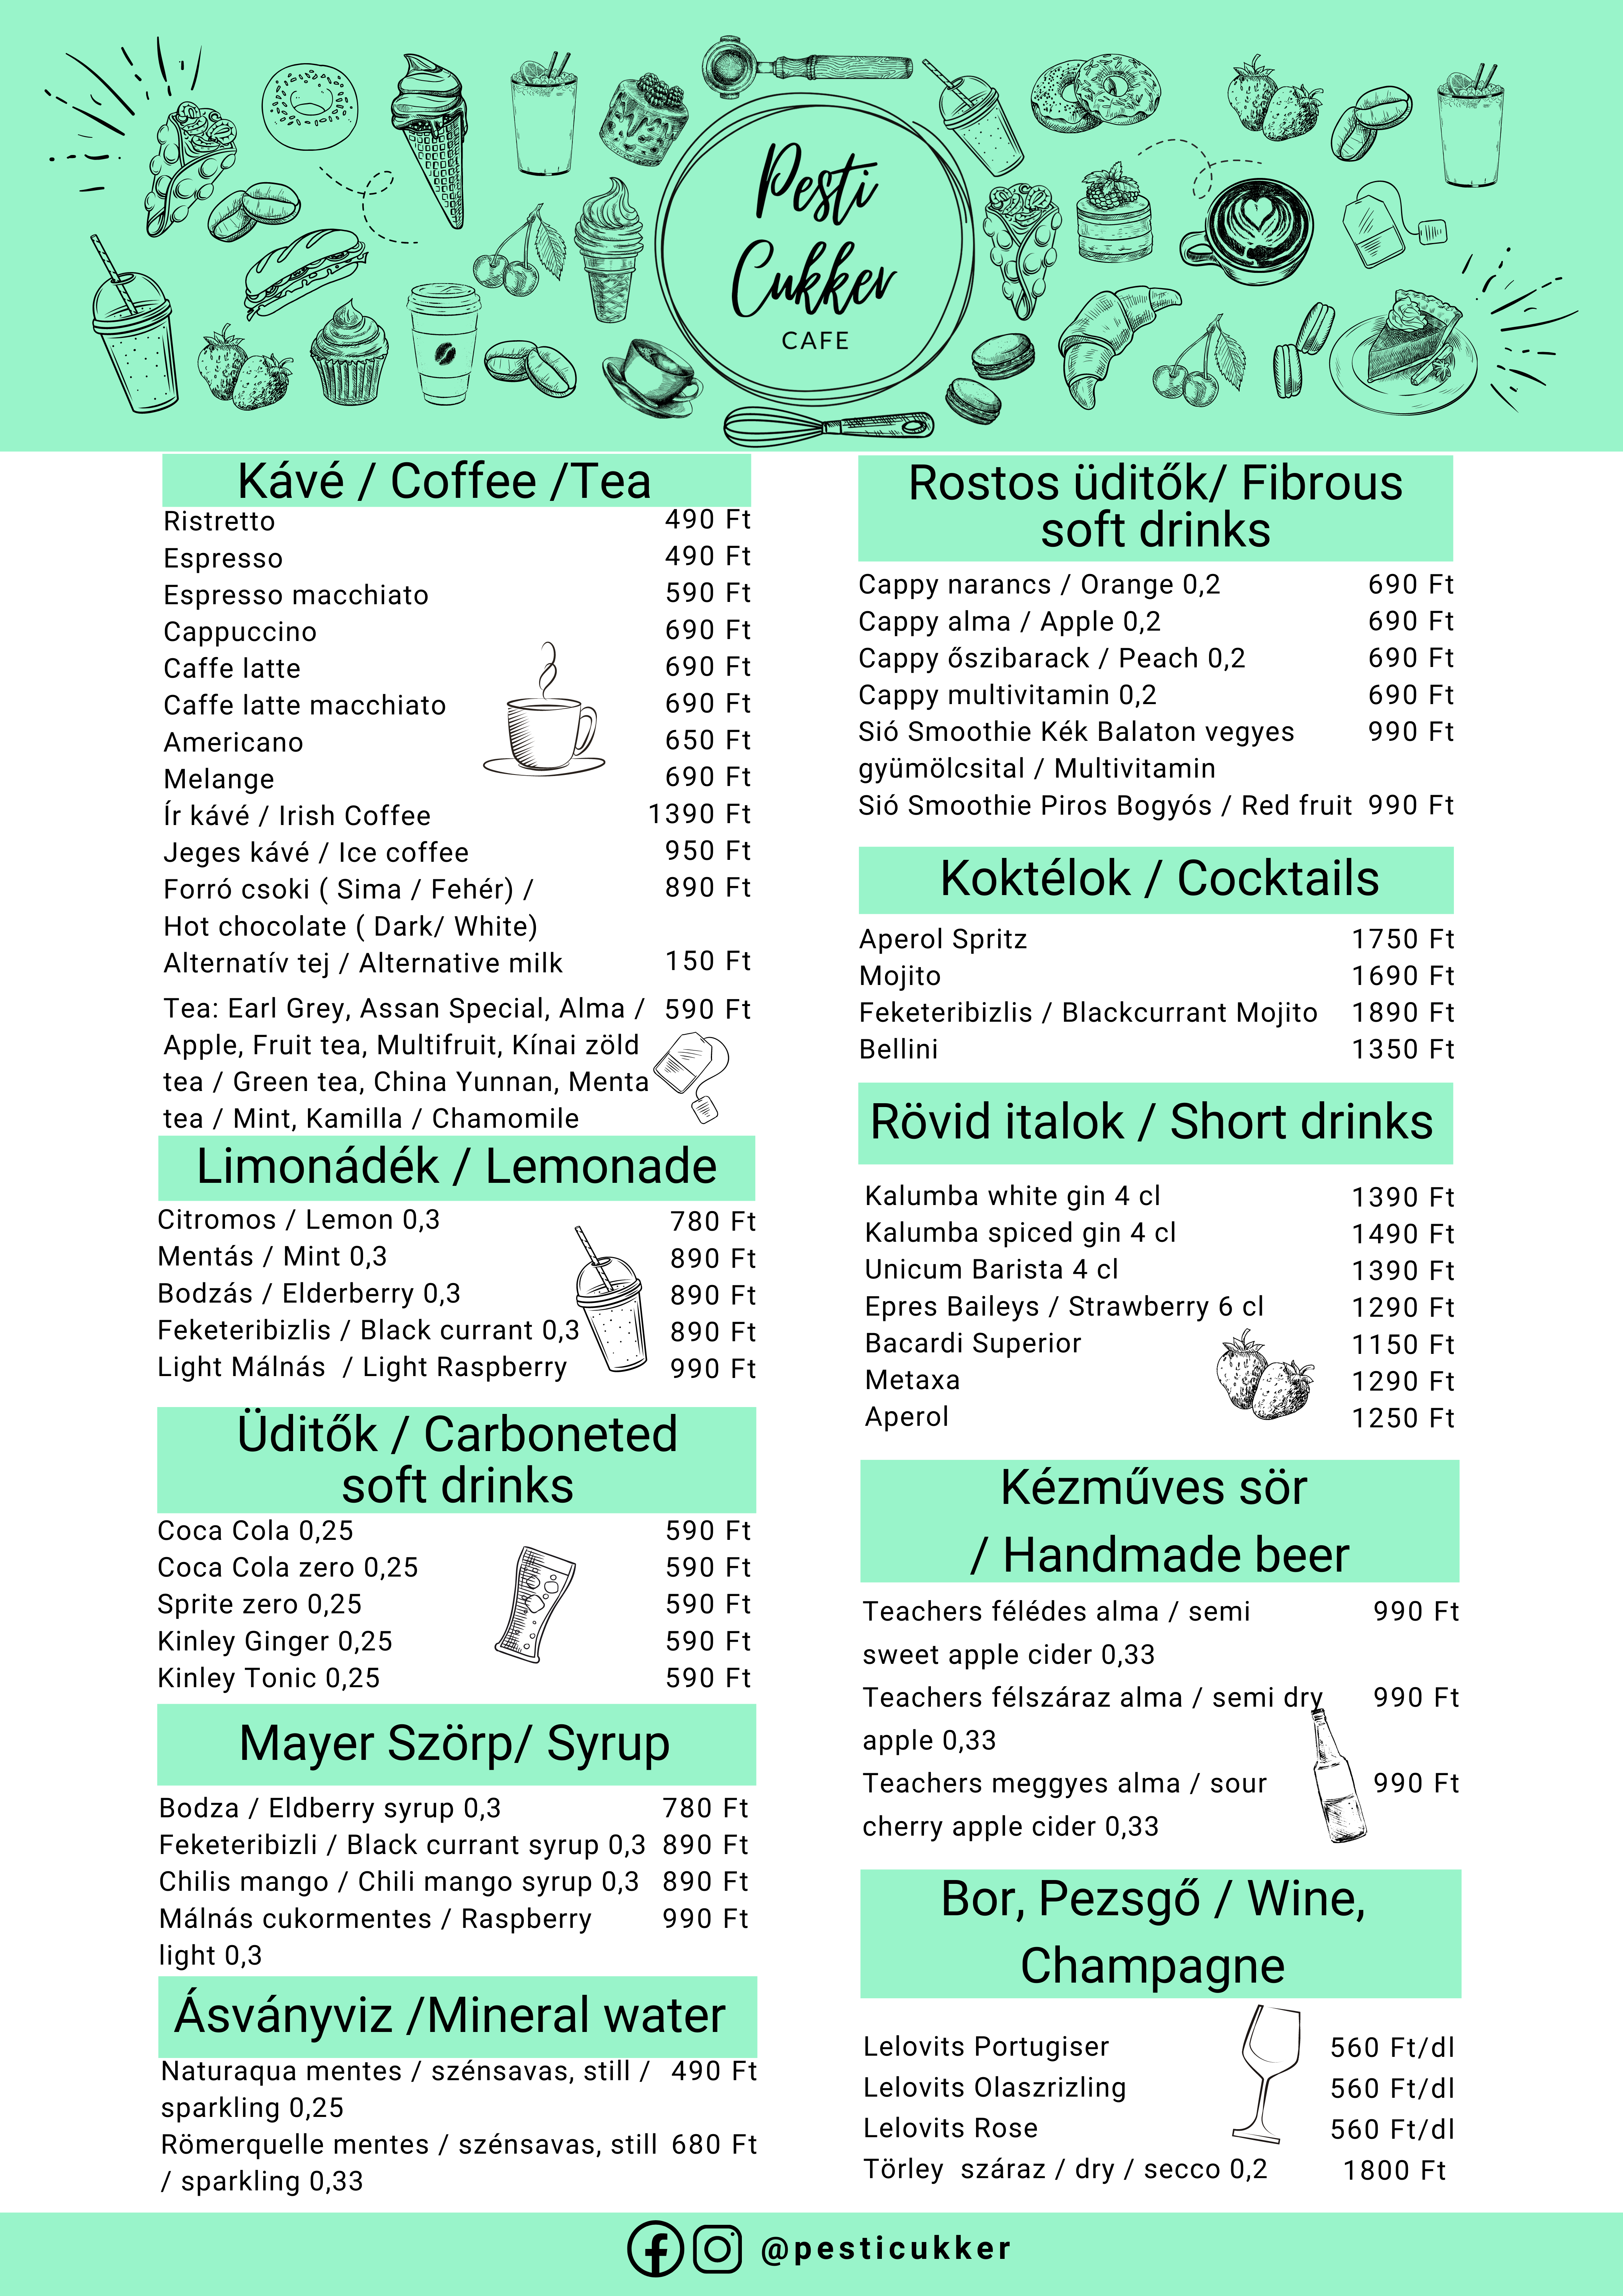 Pesti
Cukker
CAFE
Kávé / Coffee /Tea
Ristretto 490 Ft
Espresso 490 Ft
Espresso macchiato 590 Ft
Cappuccino 690 Ft
Caffe latte 690 Ft
Caffe latte macchiato 690 Ft
Americano 650 Ft
Melange 690 Ft
Ír kávé / Irish Coffee 1390 Ft
Jeges kávé / Ice coffee 950 Ft
Forró csoki ( Sima / Fehér) / 890 Ft
Hot chocolate ( Dark/ White)
Alternatív tej / Alternative milk 150 Ft
Tea: Earl Grey, Assan Special, Alma / 590 Ft
Apple, Fruit tea, Multifruit, Kínai zöld
tea / Green tea, China Yunnan, Menta
tea / Mint, Kamilla / Chamomile
Limonádék / Lemonade
Citromos / Lemon 0,3 780 Ft
Mentás / Mint 0,3 890 Ft
Bodzás / Elderberry 0,3 890 Ft
Feketeribizlis / Black currant 0,3 890 Ft
Light Málnás / Light Raspberry 990 Ft
Üditők / Carboneted
soft drinks
Coca Cola 0,25 590 Ft
Coca Cola zero 0,25 590 Ft
Sprite zero 0,25 590 Ft
Kinley Ginger 0,25 590 Ft
Kinley Tonic 0,25 590 Ft
Mayer Szörp/ Syrup
Bodza / Eldberry syrup 0,3 780 Ft
Feketeribizli / Black currant syrup 0,3 890 Ft
Chilis mango / Chili mango syrup 0,3 890 Ft
Málnás cukormentes / Raspberry 990 Ft
light 0,3
Ásványviz /Mineral water
Naturaqua mentes / szénsavas, still / 490 Ft
sparkling 0,25
Römerquelle mentes / szénsavas, still 680 Ft
/ sparkling 0,33
Rostos üditők/ Fibrous
soft drinks
Cappy narancs / Orange 0,2 690 Ft
Cappy alma / Apple 0,2 690 Ft
Cappy őszibarack / Peach 0,2 690 Ft
Cappy multivitamin 0,2 690 Ft
Sió Smoothie Kék Balaton vegyes 990 Ft
gyümölcsital / Multivitamin
Sió Smoothie Piros Bogyós / Red fruit 990 Ft
Koktélok / Cocktails
Aperol Spritz 1750 Ft
Mojito 1690 Ft
Feketeribizlis / Blackcurrant Mojito 1890 Ft
Bellini 1350 Ft
Rövid italok / Short drinks
Kalumba white gin 4 cl 1390 Ft
Kalumba spiced gin 4 cl 1490 Ft
Unicum Barista 4 cl 1390 Ft
Epres Baileys / Strawberry 6 cl 1290 Ft
Bacardi Superior 1150 Ft
Metaxa 1290 Ft
Aperol 1250 Ft
Kézműves sör
/ Handmade beer
Teachers félédes alma / semi 990 Ft
sweet apple cider 0,33
Teachers félszáraz alma / semi dry 990 Ft
apple 0,33
Teachers meggyes alma / sour 990 Ft
cherry apple cider 0,33
Bor, Pezsgő / Wine,
Champagne
Lelovits Portugiser 560 Ft/dl
Lelovits Olaszrizling 560 Ft/dl
Lelovits Rose 560 Ft/dl
Törley száraz / dry / secco 0,2 1800 Ft
@pesticukker